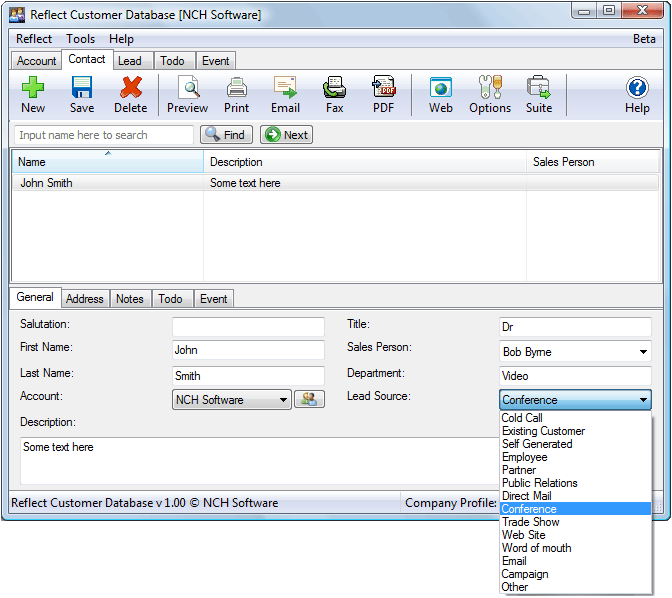 Reflect Customer Database [NCH Software]
Reflect Tools Help Beta
Account Contact Lead Todo Event
New Save Delete Preview Print Email Fax PDF Web Options Suite Help
Input name here to search Find Next
Name Description Sales Person
John Smith Some text here
General Address Notes Todo Event
Salutation: Title: Dr
First Name: John Sales Person: Bob Byrne
Last Name: Smith Department: Video
Account: NCH Software Lead Source: Conference
Cold Call
Description: Existing Customer
Some text here Self Generated
Employee
Partner
Public Relations
Direct Mail
Reflect Customer Database v 1.00 © NCH Software Company Profile: Conference
Trade Show
Web Site
Word of mouth
Email
Campaign
Other